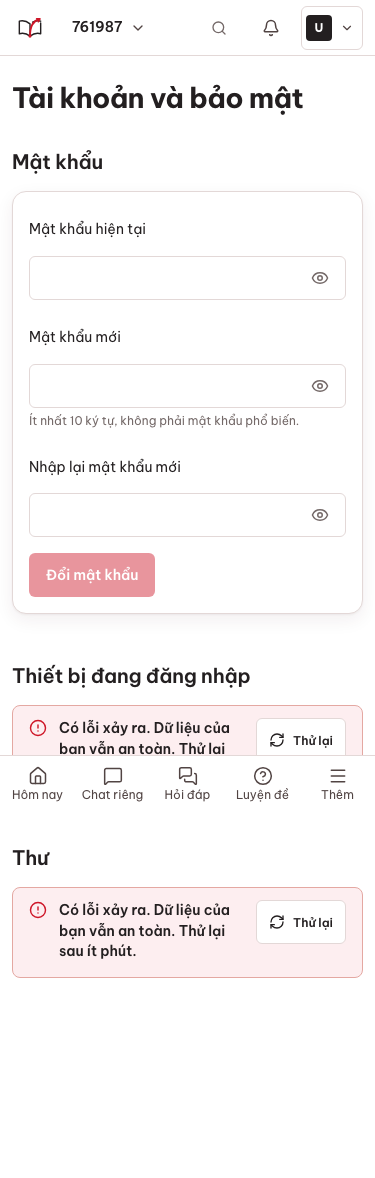 761987
U
Tài khoản và bảo mật
Mật khẩu
Mật khẩu hiện tại
Mật khẩu mới
Ít nhất 10 ký tự, không phải mật khẩu phổ biến.
Nhập lại mật khẩu mới
Đổi mật khẩu
Thiết bị đang đăng nhập
Có lỗi xảy ra. Dữ liệu của
bạn vẫn an toàn. Thử lại
Thử lại
Hôm nay
Chat riêng
Hỏi đáp
Luyện đề
Thêm
Thư
Có lỗi xảy ra. Dữ liệu của
bạn vẫn an toàn. Thử lại
sau ít phút.
Thử lại